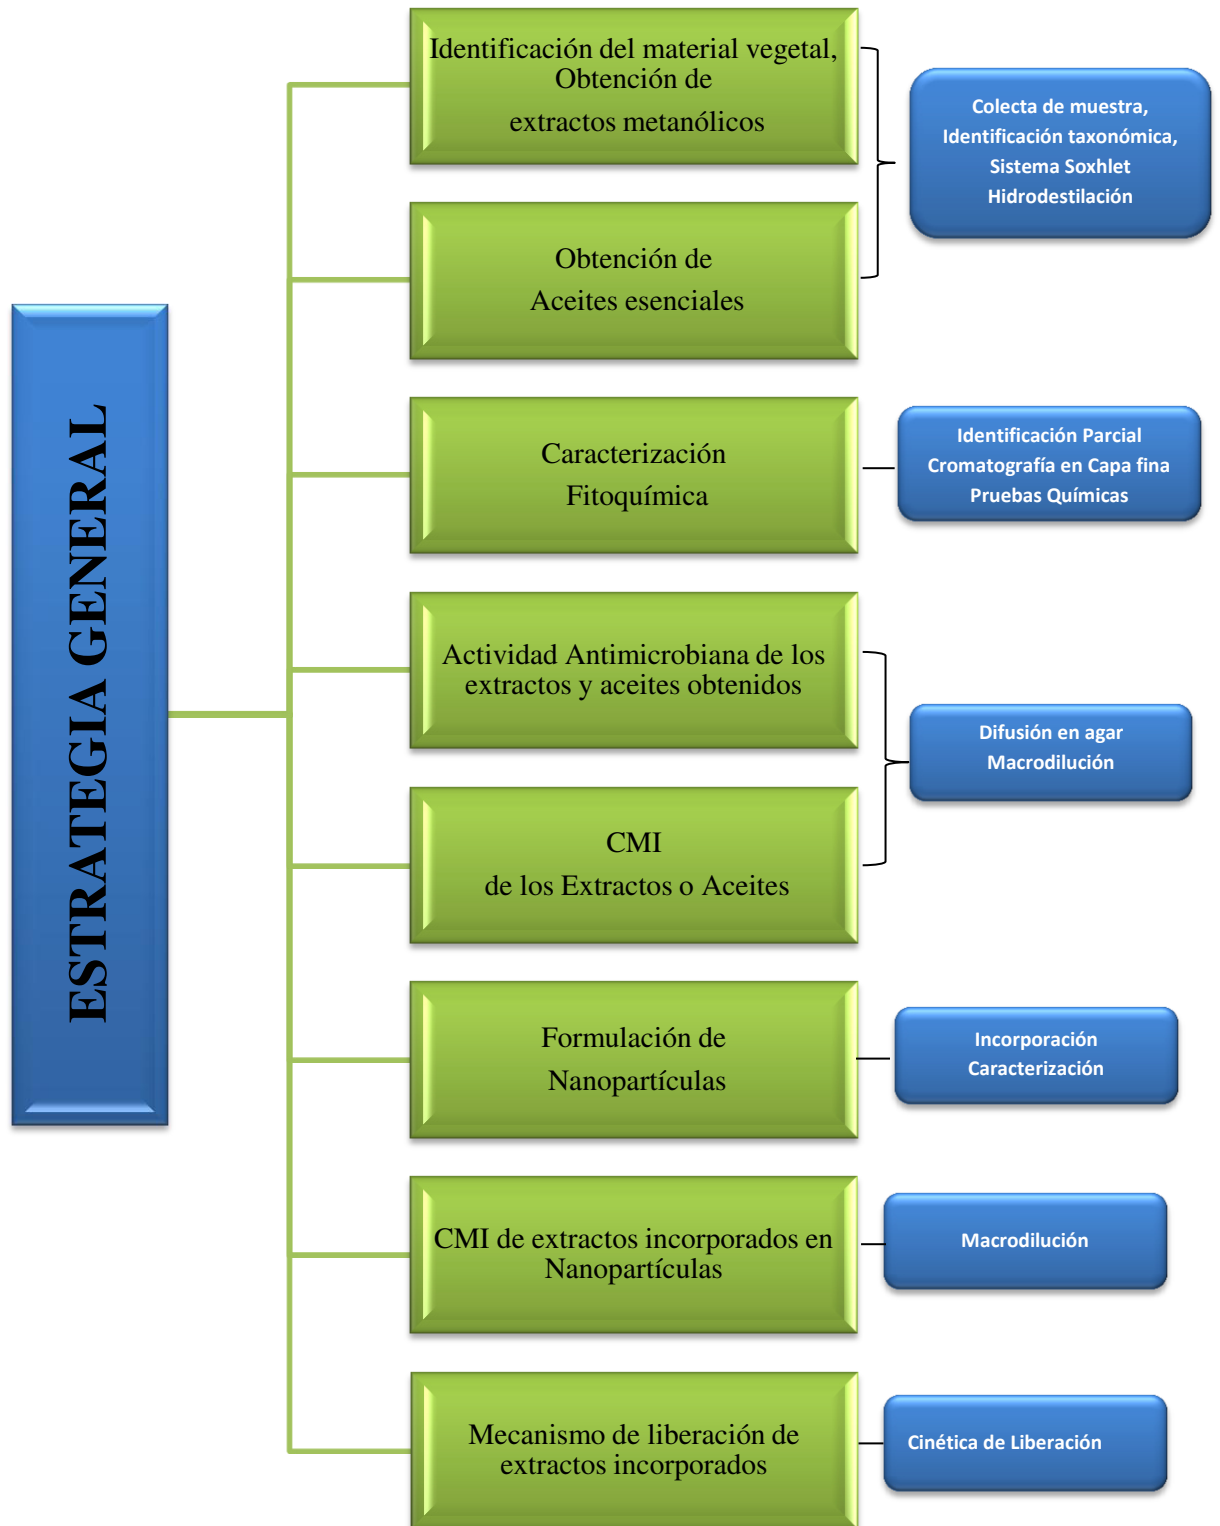 ESTRATEGIA GENERAL
Identificación del material vegetal,
Obtención de
extractos metanólicos
Colecta de muestra,
Identificación taxonómica,
Sistema Soxhlet
Hidrodestilación
Obtención de
Aceites esenciales
Caracterización
Fitoquímica
Identificación Parcial
Cromatografía en Capa fina
Pruebas Químicas
Actividad Antimicrobiana de los
extractos y aceites obtenidos
Difusión en agar
Macrodilución
CMI
de los Extractos o Aceites
Formulación de
Nanopartículas
Incorporación
Caracterización
CMI de extractos incorporados en
Nanopartículas
Macrodilución
Mecanismo de liberación de
extractos incorporados
Cinética de Liberación